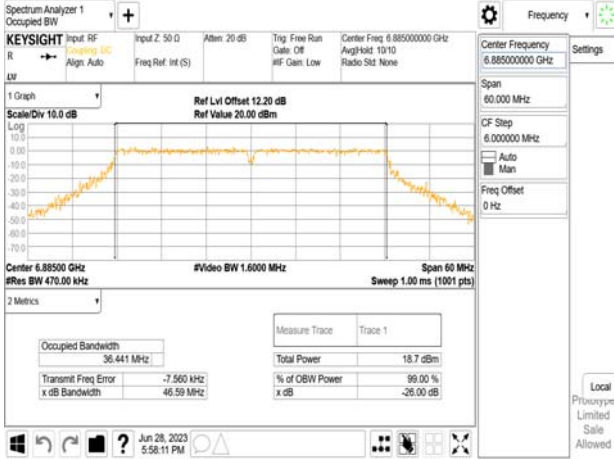 Spectrum Analyzer 1
Occupied BW
Frequency
KEYSIGHT
R
LXI
Input: RF
Coupling: DC
Align: Auto
Input Z: 50 Ω
Freq Ref: Int (S)
Atten: 20 dB
Trig: Free Run
Gate: Off
#IF Gain: Low
Center Freq: 6.885000000 GHz
Avg|Hold: 10/10
Radio Std: None
Center Frequency
6.885000000 GHz
Settings
Span
60.000 MHz
CF Step
6.000000 MHz
Auto
Man
Freq Offset
0 Hz
1 Graph
Scale/Div 10.0 dB
Ref Lvl Offset 12.20 dB
Ref Value 20.00 dBm
Log
10.0
0.00
-10.0
-20.0
-30.0
-40.0
-50.0
-60.0
-70.0
Center 6.88500 GHz
#Res BW 470.00 kHz
#Video BW 1.6000 MHz
Span 60 MHz
Sweep 1.00 ms (1001 pts)
2 Metrics
Measure Trace
Trace 1
Occupied Bandwidth
36.441 MHz
Total Power
18.7 dBm
Transmit Freq Error
-7.560 kHz
% of OBW Power
99.00 %
x dB Bandwidth
46.59 MHz
x dB
-26.00 dB
Local
Prototype
Limited
Sale
Allowed
?
Jun 28, 2023
5:58:11 PM